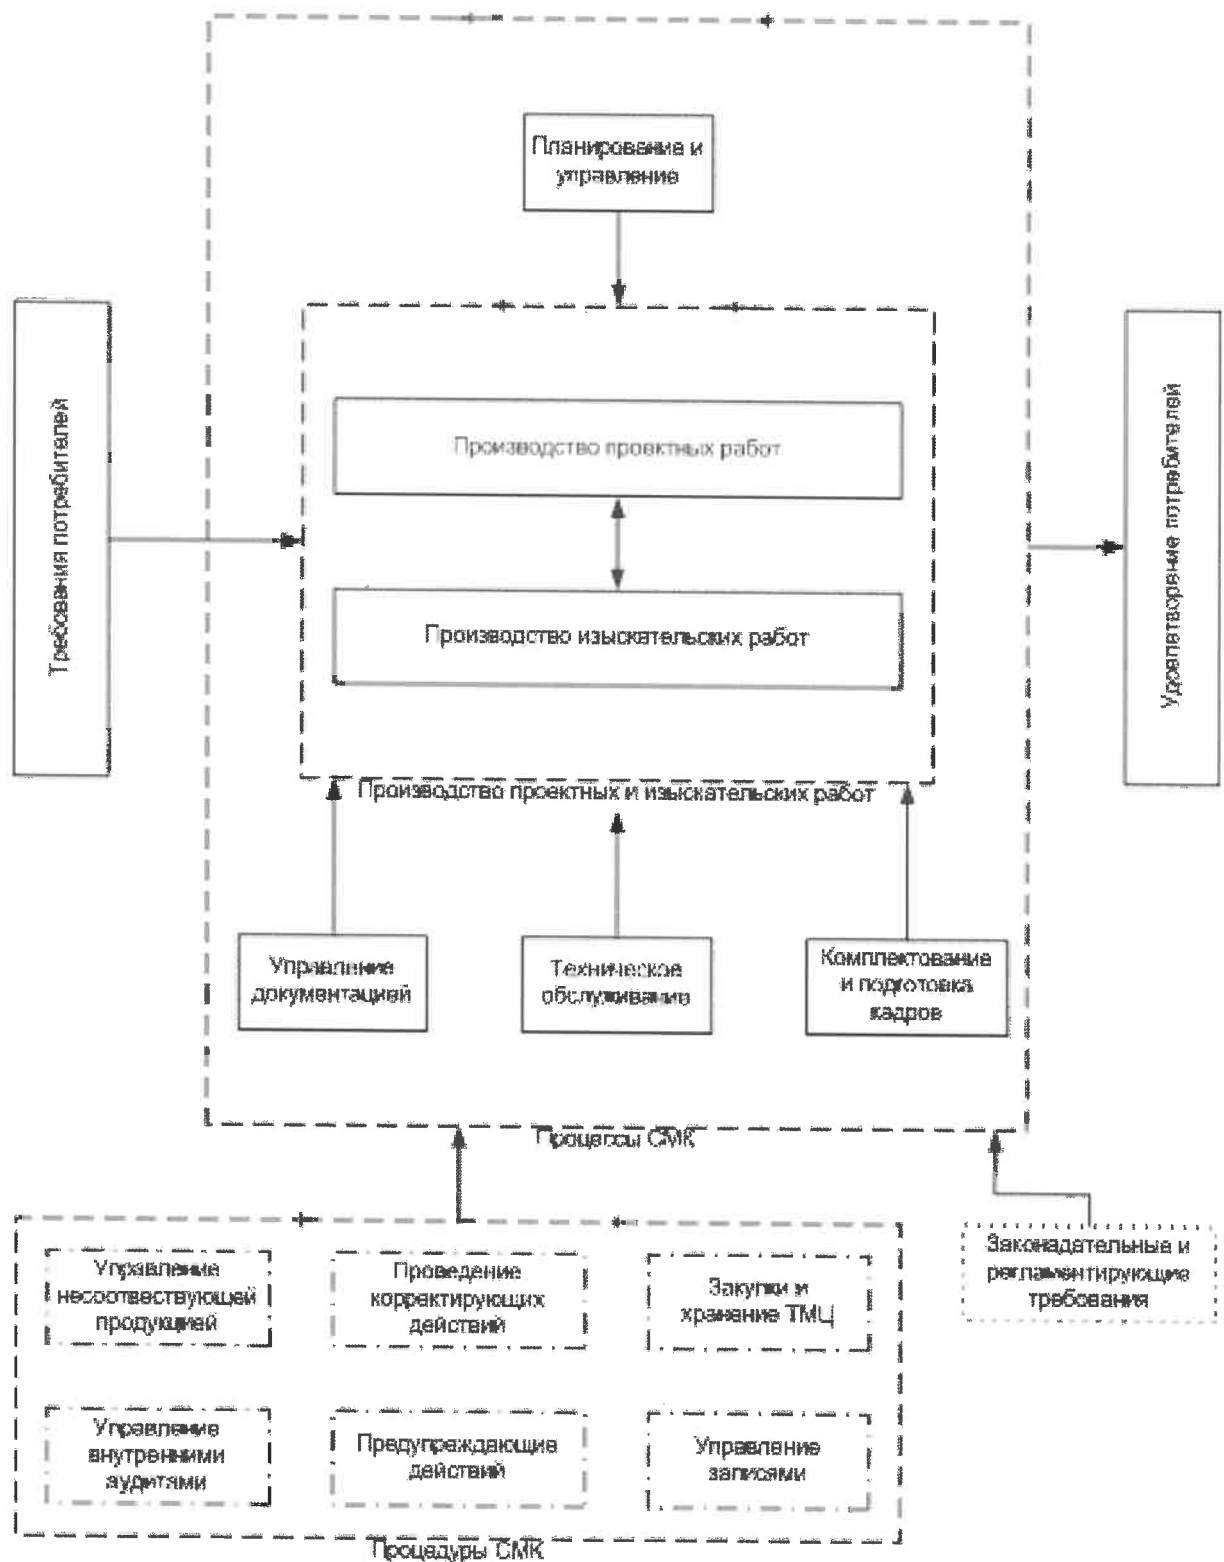 Планирование и
управление
Требования потребителей
Производство проектных работ
Производство изыскательских работ
Удовлетворение потребителей
Производство проектных и изыскательских работ
Управление
документацией
Техническое
обслуживание
Комплектование
и подготовка
кадров
Процессы СМК
Управление
несоотвествующей
продукцией
Проведение
корректирующих
действий
Закупки и
хранение ТМЦ
Законадательные и
регламентирующие
требования
Управление
внутренними
аудитами
Предупреждающие
действий
Управление
записями
Процедуры СМК